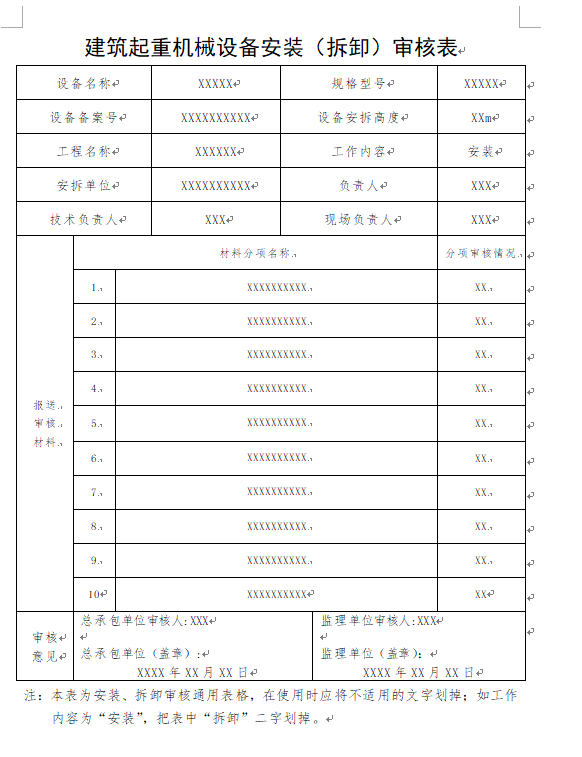 建筑起重机械设备安装（拆卸）审核表
设备名称 XXXXX 规格型号 XXXXX
设备备案号 XXXXXXXXXX 设备安拆高度 XXm
工程名称 XXXXXX 工作内容 安装
安拆单位 XXXXXXXXXX 负责人 XXX
技术负责人 XXX 现场负责人 XXX
材料分项名称 分项审核情况
1 XXXXXXXXXX XX
2 XXXXXXXXXX XX
3 XXXXXXXXXX XX
4 XXXXXXXXXX XX
报送
审核
材料
5 XXXXXXXXXX XX
6 XXXXXXXXXX XX
7 XXXXXXXXXX XX
8 XXXXXXXXXX XX
9 XXXXXXXXXX XX
10 XXXXXXXXXX XX
审核
意见
总承包单位审核人:XXX
总承包单位（盖章）:
XXXX 年 XX 月 XX 日
监理单位审核人:XXX
监理单位（盖章）：
XXXX 年 XX 月 XX 日
注：本表为安装、拆卸审核通用表格，在使用时应将不适用的文字划掉；如工作
内容为“安装”，把表中“拆卸”二字划掉。